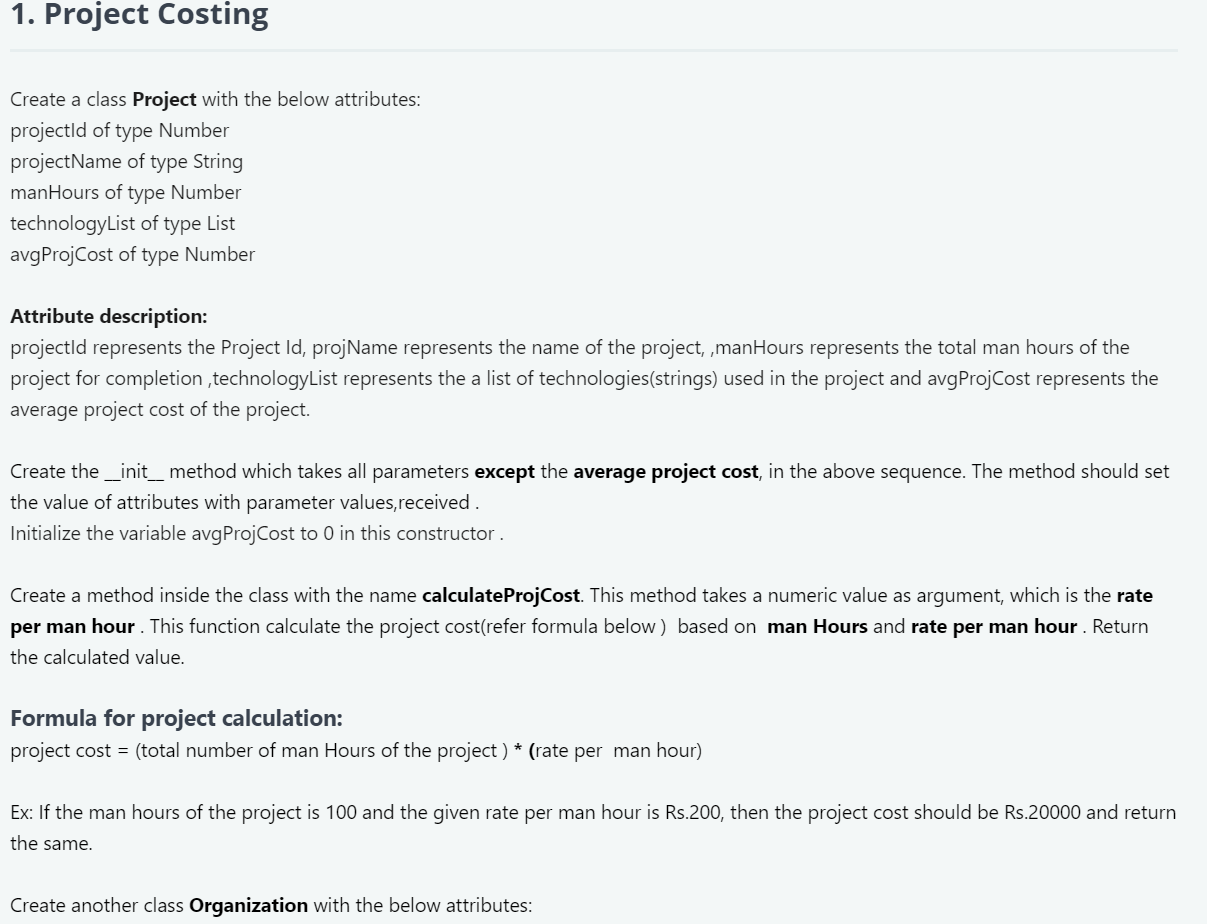 1. Project Costing
Create a class Project with the below attributes:
projectId of type Number
projectName of type String
manHours of type Number
technologyList of type List
avgProjCost of type Number
Attribute description:
projectId represents the Project Id, projName represents the name of the project, ,manHours represents the total man hours of the
project for completion ,technologyList represents the a list of technologies(strings) used in the project and avgProjCost represents the
average project cost of the project.
Create the __init__ method which takes all parameters except the average project cost, in the above sequence. The method should set
the value of attributes with parameter values,received .
Initialize the variable avgProjCost to 0 in this constructor .
Create a method inside the class with the name calculateProjCost. This method takes a numeric value as argument, which is the rate
per man hour . This function calculate the project cost(refer formula below )  based on  man Hours and rate per man hour . Return
the calculated value.
Formula for project calculation:
project cost = (total number of man Hours of the project ) * (rate per  man hour)
Ex: If the man hours of the project is 100 and the given rate per man hour is Rs.200, then the project cost should be Rs.20000 and return
the same.
Create another class Organization with the below attributes: